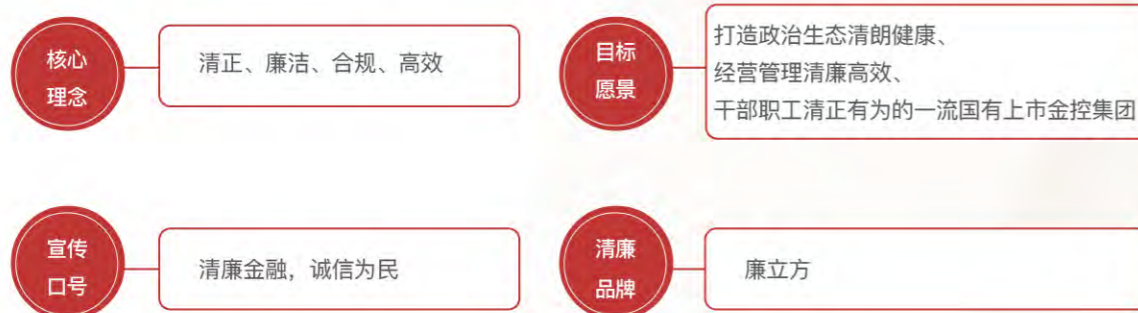 核心
理念
清正、廉洁、合规、高效
目标
愿景
打造政治生态清朗健康、
经营管理清廉高效、
干部职工清正有为的一流国有上市金控集团
宣传
口号
清廉金融，诚信为民
清廉
品牌
廉立方